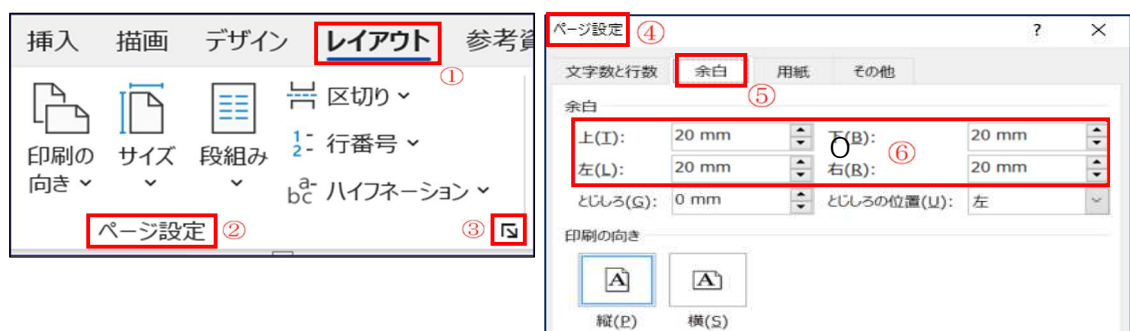 挿入 描画 デザイン レイアウト 参考資
①
印刷の向き サイズ 段組み
区切り
行番号
ハイフネーション
ページ設定 ② ③
ページ設定 ④ ? ×
文字数と行数 余白 用紙 その他
⑤
余白
上(T): 20 mm 下(B): 20 mm
⑥
左(L): 20 mm 右(R): 20 mm
とじしろ(G): 0 mm とじしろの位置(U): 左
印刷の向き
A A
縦(P) 横(S)